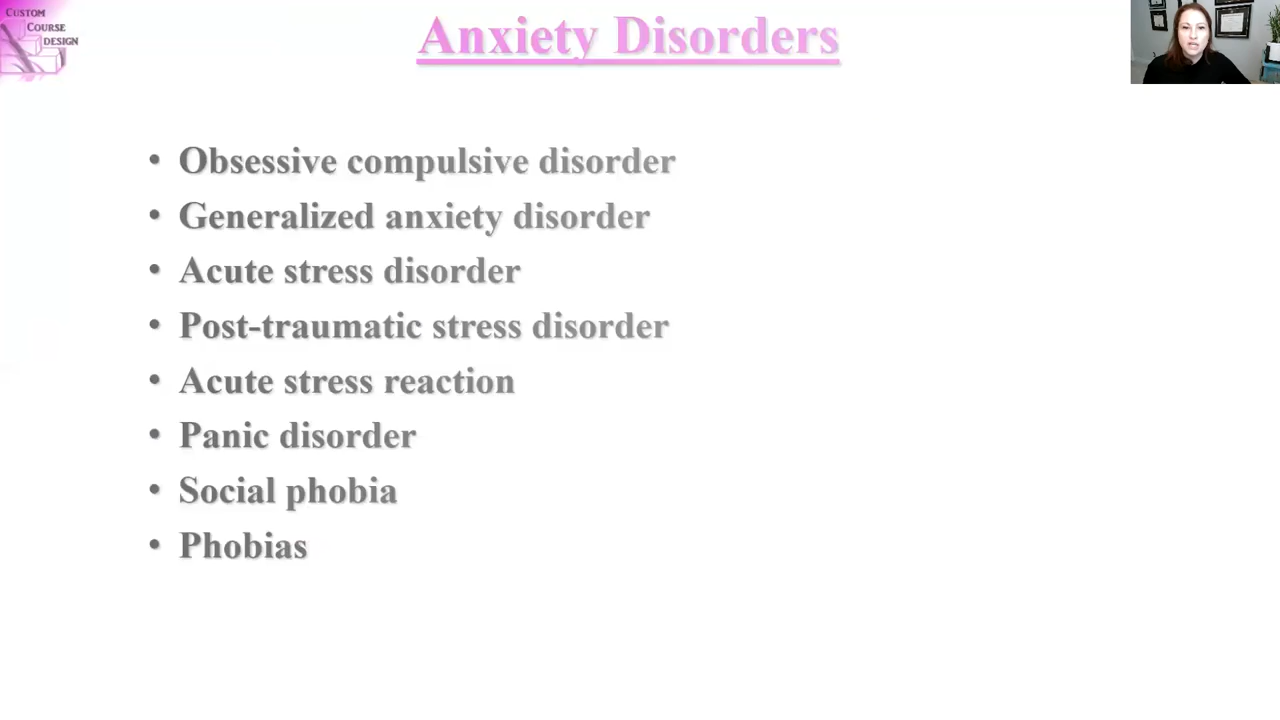 CUSTOM
COURSE
DESIGN
Anxiety Disorders
• Obsessive compulsive disorder
• Generalized anxiety disorder
• Acute stress disorder
• Post-traumatic stress disorder
• Acute stress reaction
• Panic disorder
• Social phobia
• Phobias